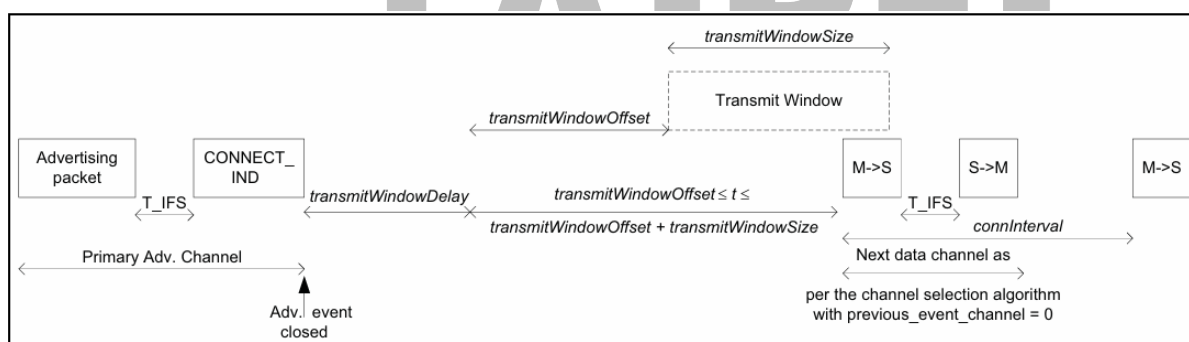 transmitWindowSize
Transmit Window
transmitWindowOffset
Advertising
packet
CONNECT_
IND
M->S
S->M
M->S
T_IFS
transmitWindowDelay
transmitWindowOffset ≤ t ≤
transmitWindowOffset + transmitWindowSize
T_IFS
connInterval
Primary Adv. Channel
Next data channel as
per the channel selection algorithm
with previous_event_channel = 0
Adv. event
closed